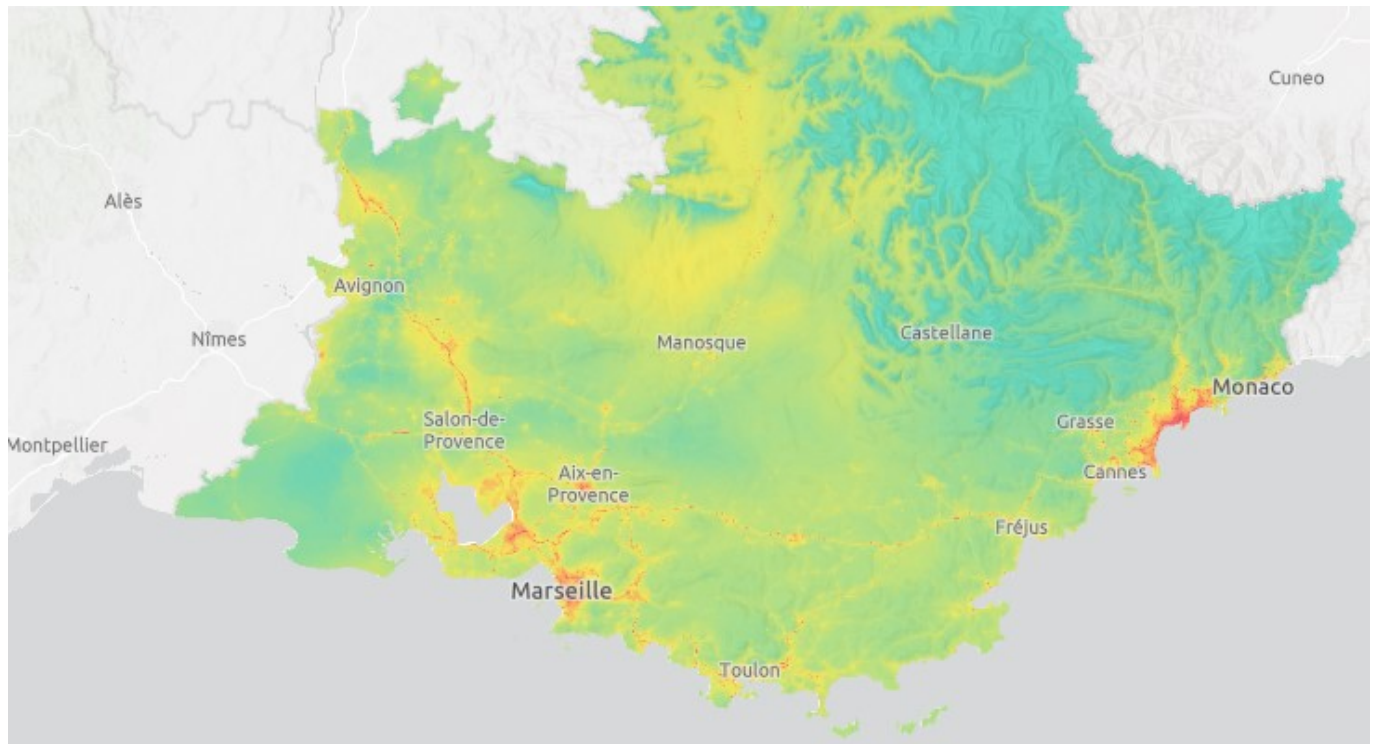 Cuneo
Alès
Avignon
Nîmes
Manosque
Castellane
Monaco
Salon-de-
Provence
Grasse
Montpellier
Aix-en-
Provence
Cannes
Fréjus
Marseille
Toulon